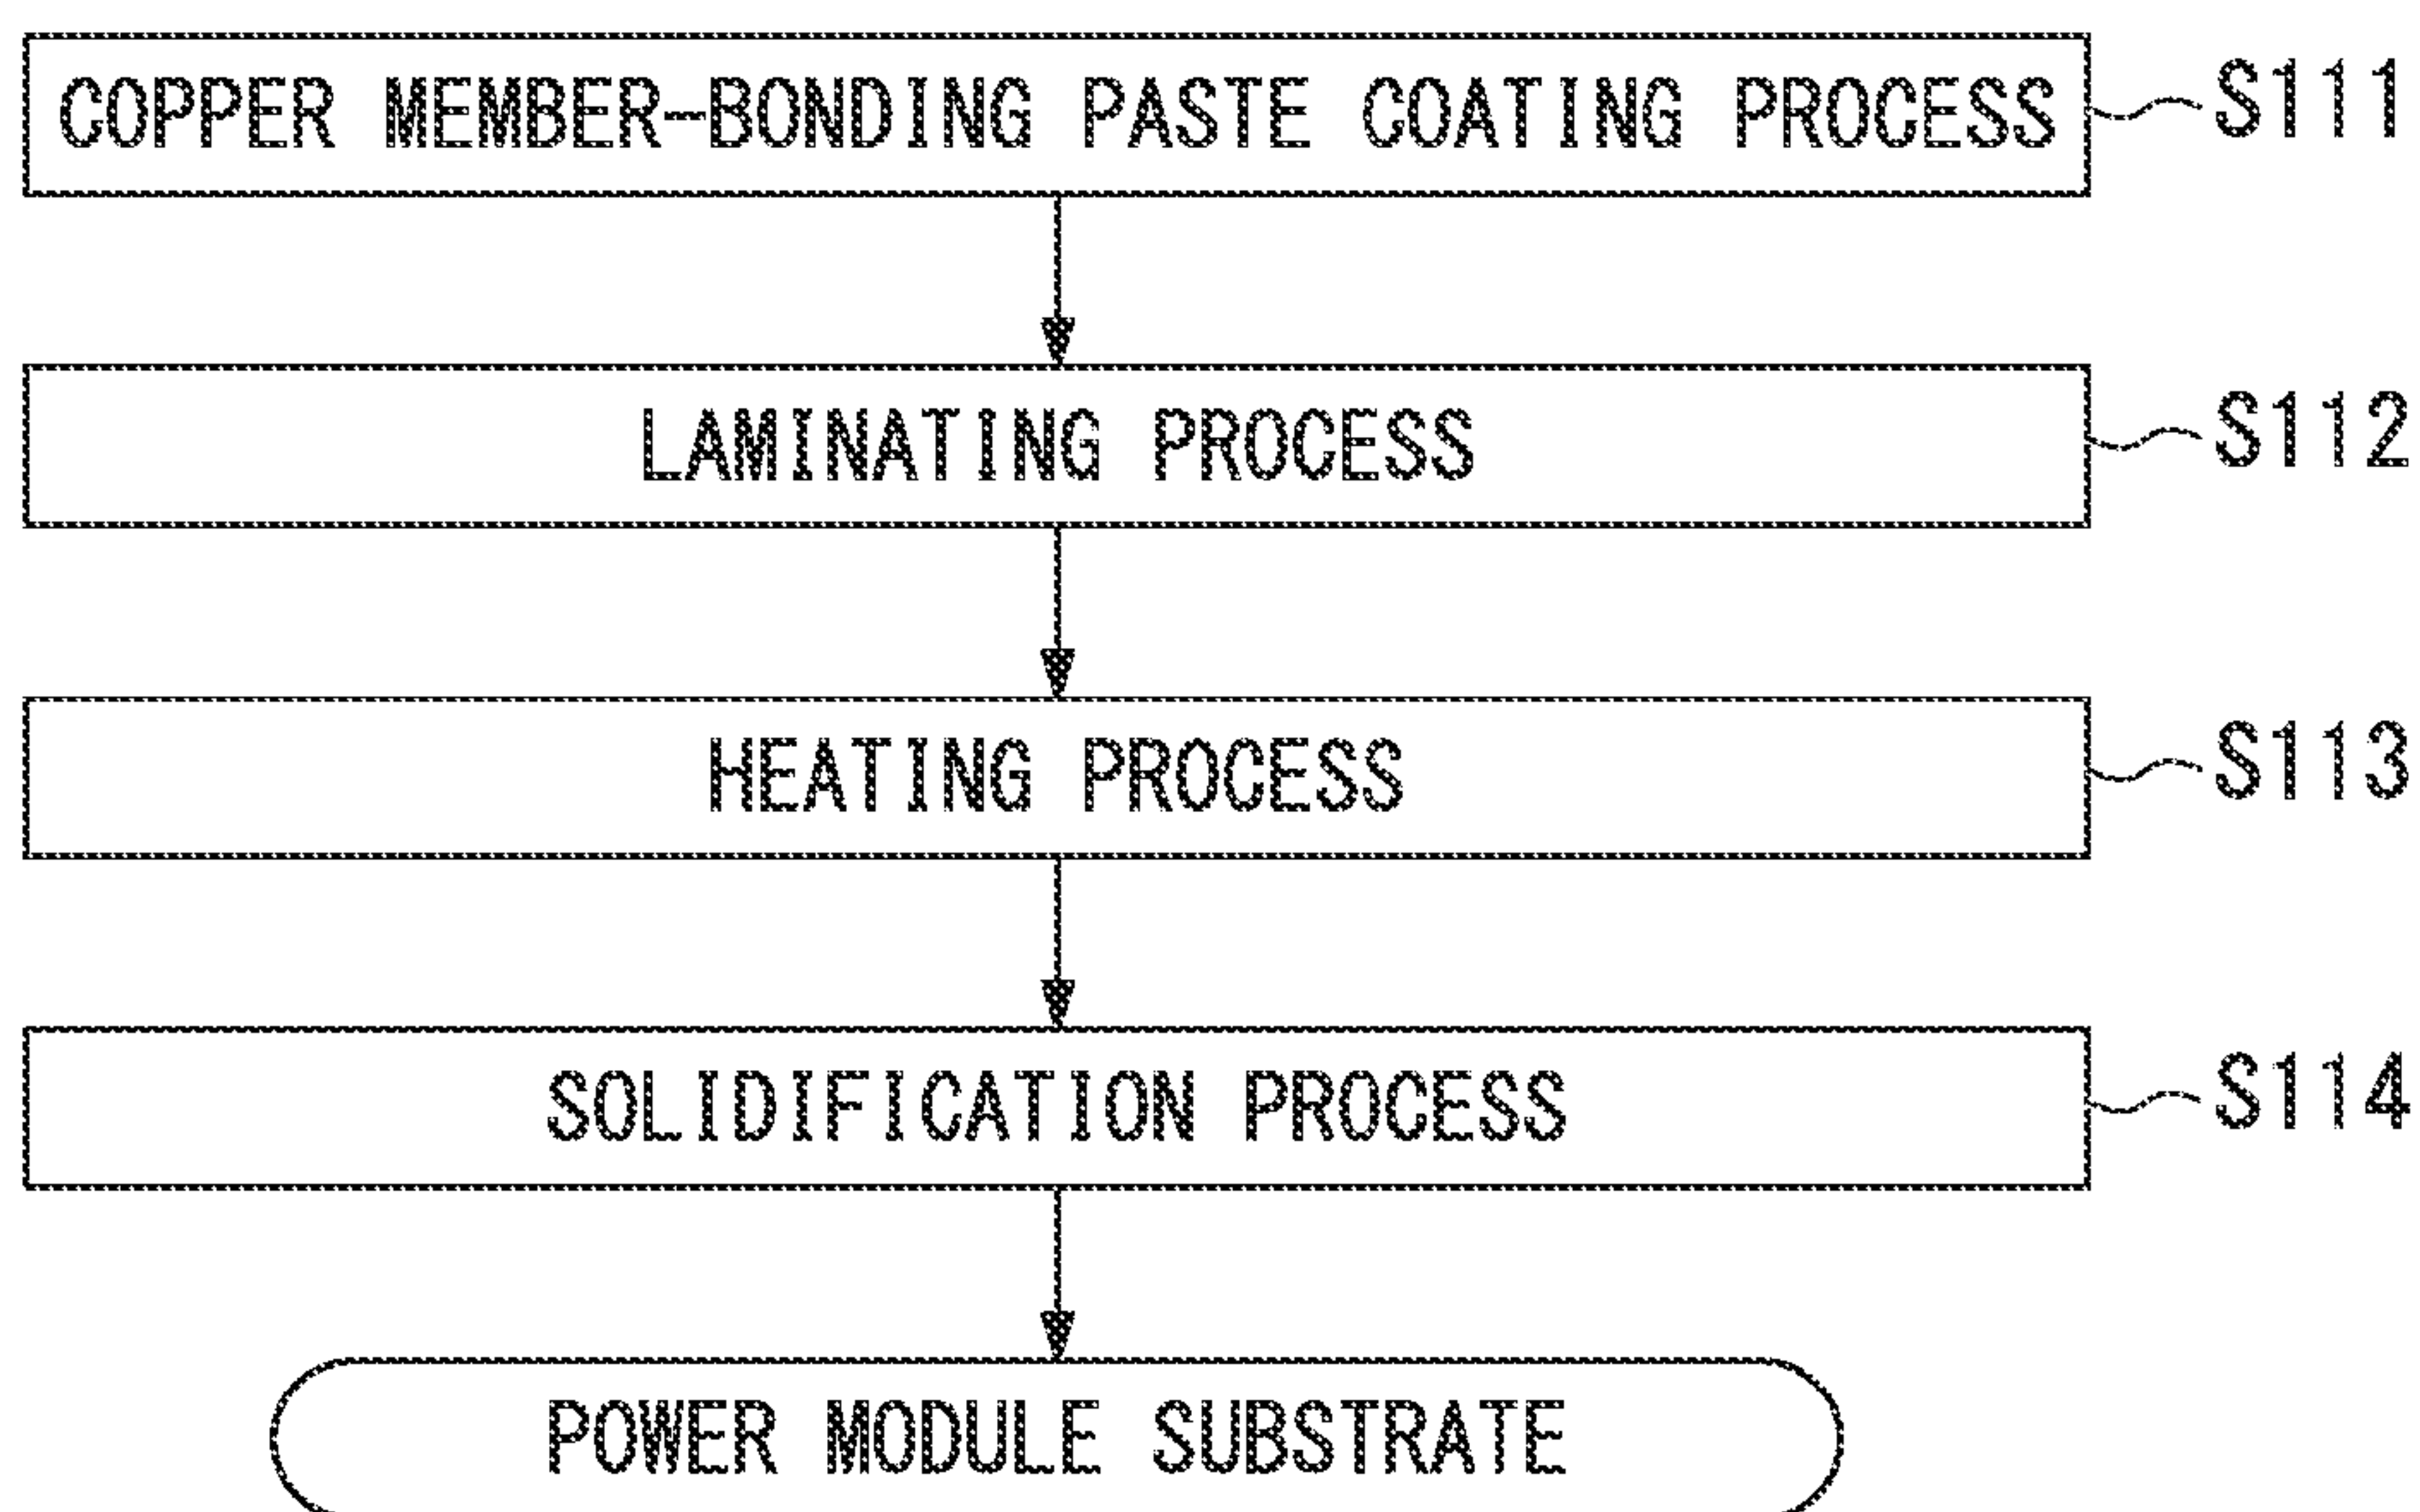 COPPER MEMBER-BONDING PASTE COATING PROCESS S111
LAMINATING PROCESS S112
HEATING PROCESS S113
SOLIDIFICATION PROCESS S114
POWER MODULE SUBSTRATE